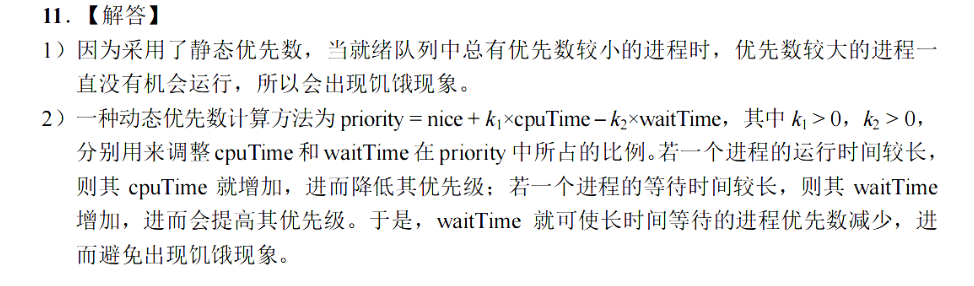 11.【解答】
1）因为采用了静态优先数，当就绪队列中总有优先数较小的进程时，优先数较大的进程一
直没有机会运行，所以会出现饥饿现象。
2）一种动态优先数计算方法为 priority = nice + k₁×cpuTime – k₂×waitTime，其中 k₁ > 0，k₂ > 0，
分别用来调整 cpuTime 和 waitTime 在 priority 中所占的比例。若一个进程的运行时间较长，
则其 cpuTime 就增加，进而降低其优先级；若一个进程的等待时间较长，则其 waitTime
增加，进而会提高其优先级。于是，waitTime 就可使长时间等待的进程优先数减少，进
而避免出现饥饿现象。